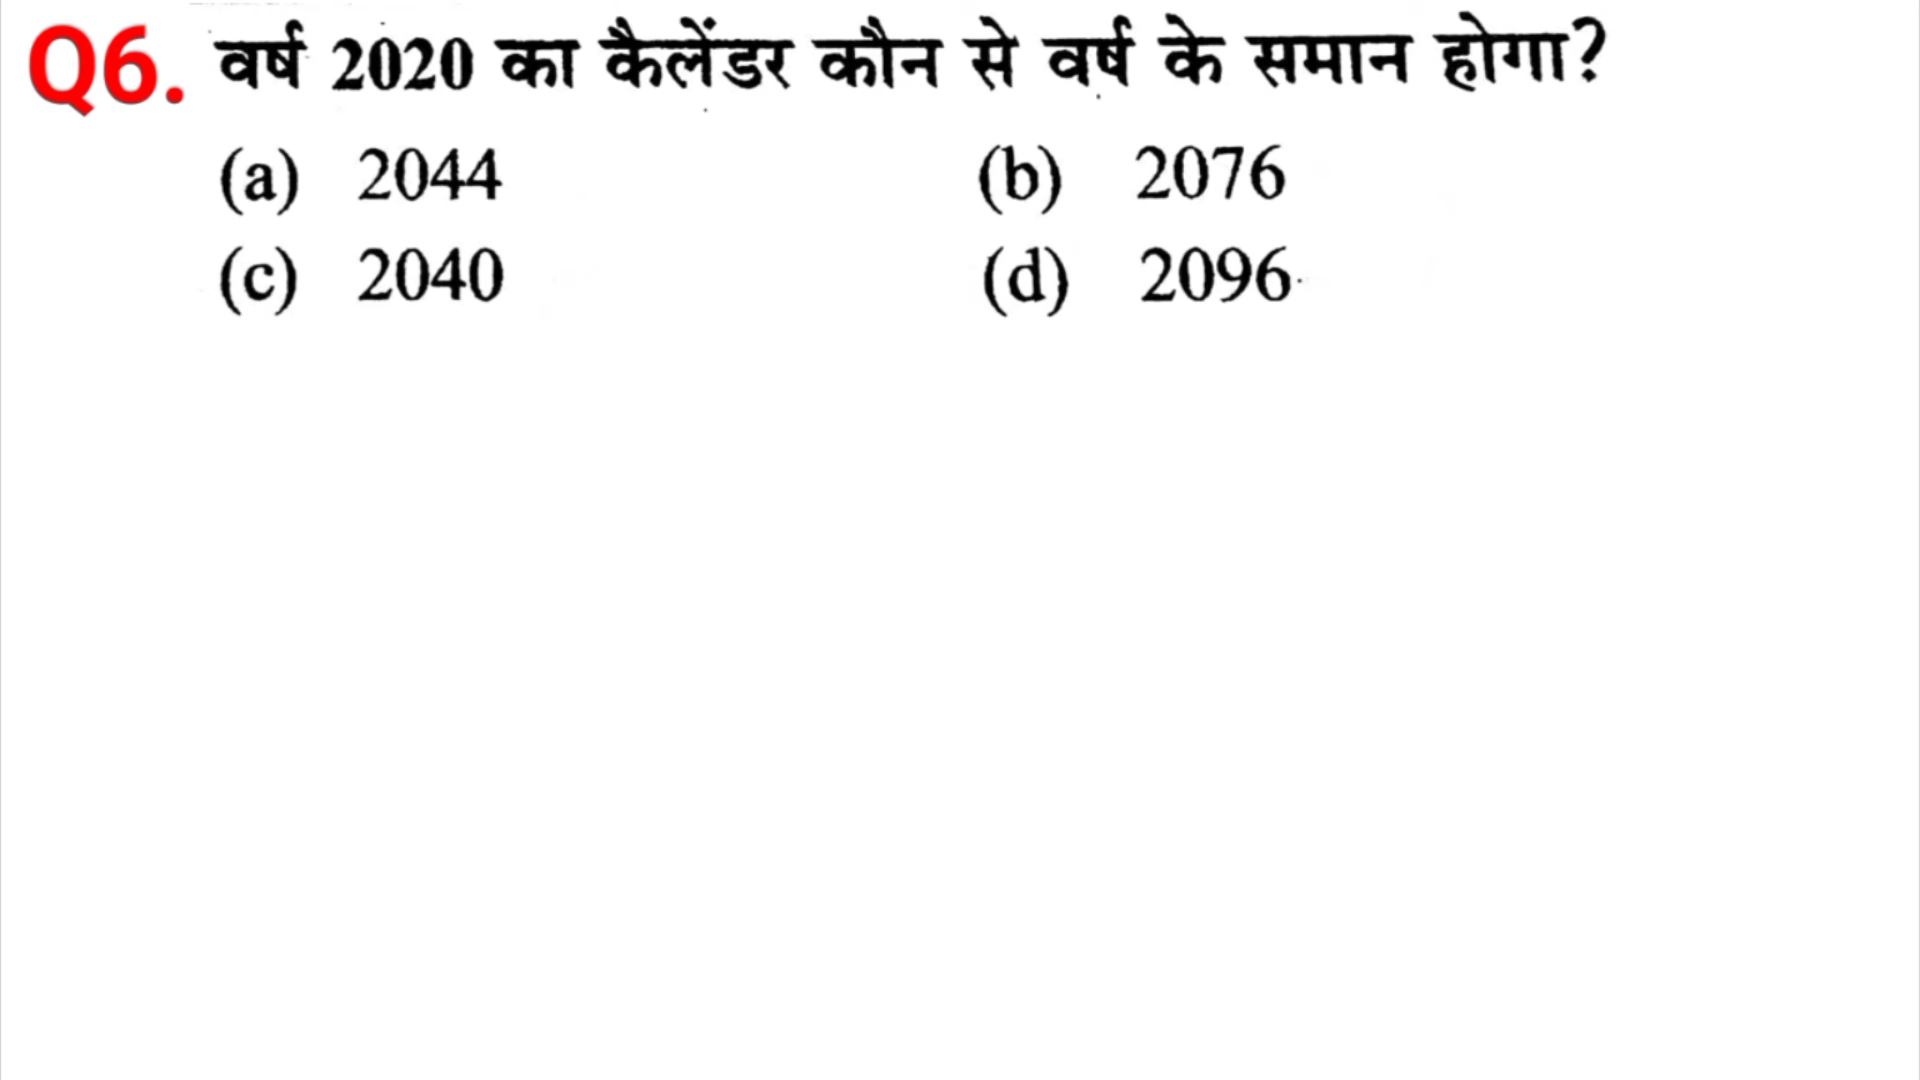 Q6. वर्ष 2020 का कैलेंडर कौन से वर्ष के समान होगा?
(a) 2044 (b) 2076
(c) 2040 (d) 2096